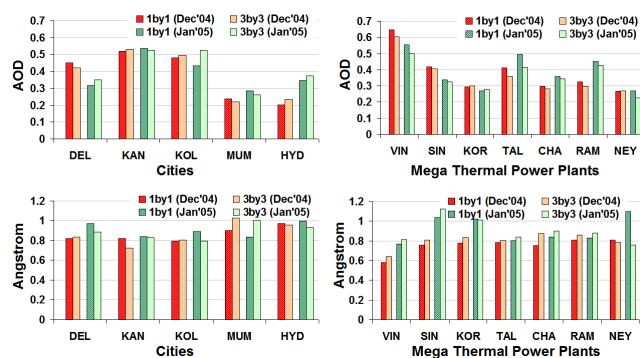 1by1 (Dec'04) 3by3 (Dec'04)
1by1 (Jan'05) 3by3 (Jan'05)
0.7
0.6
0.5
0.4
0.3
0.2
0.1
0
AOD
DEL KAN KOL MUM HYD
Cities
1by1 (Dec'04) 3by3 (Dec'04)
1by1 (Jan'05) 3by3 (Jan'05)
0.7
0.6
0.5
0.4
0.3
0.2
0.1
0
AOD
VIN SIN KOR TAL CHA RAM NEY
Mega Thermal Power Plants
1by1 (Dec'04) 3by3 (Dec'04)
1by1 (Jan'05) 3by3 (Jan'05)
1.2
1
0.8
0.6
0.4
0.2
0
Angstrom
DEL KAN KOL MUM HYD
Cities
1by1 (Dec'04) 3by3 (Dec'04)
1by1 (Jan'05) 3by3 (Jan'05)
1.2
1
0.8
0.6
0.4
0.2
0
Angstrom
VIN SIN KOR TAL CHA RAM NEY
Mega Thermal Power Plants